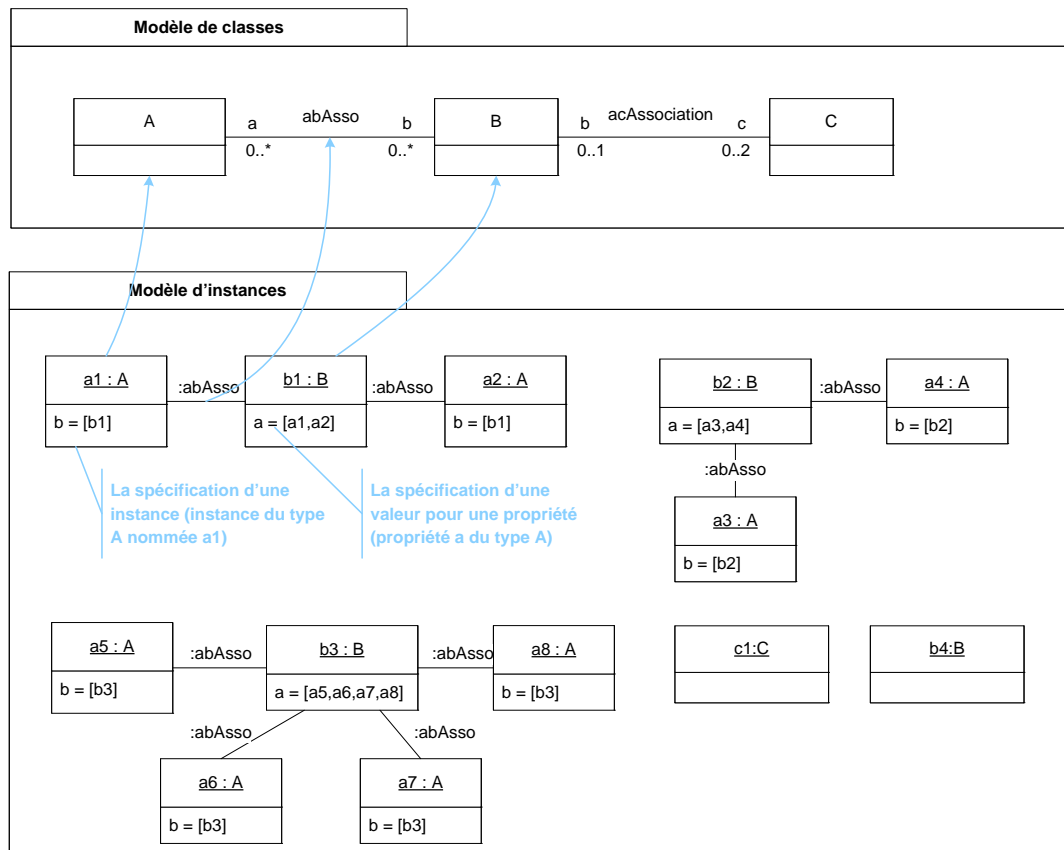 Modèle de classes
A
a
abAsso
b
B
b
acAssociation
c
C
0..*
0..*
0..1
0..2
Modèle d'instances
a1 : A
:abAsso
b1 : B
:abAsso
a2 : A
b = [b1]
a = [a1,a2]
b = [b1]
b2 : B
:abAsso
a4 : A
a = [a3,a4]
b = [b2]
:abAsso
a3 : A
b = [b2]
La spécification d'une
instance (instance du type
A nommée a1)
La spécification d'une
valeur pour une propriété
(propriété a du type A)
a5 : A
:abAsso
b3 : B
:abAsso
a8 : A
b = [b3]
a = [a5,a6,a7,a8]
b = [b3]
:abAsso
:abAsso
a6 : A
a7 : A
b = [b3]
b = [b3]
c1:C
b4:B